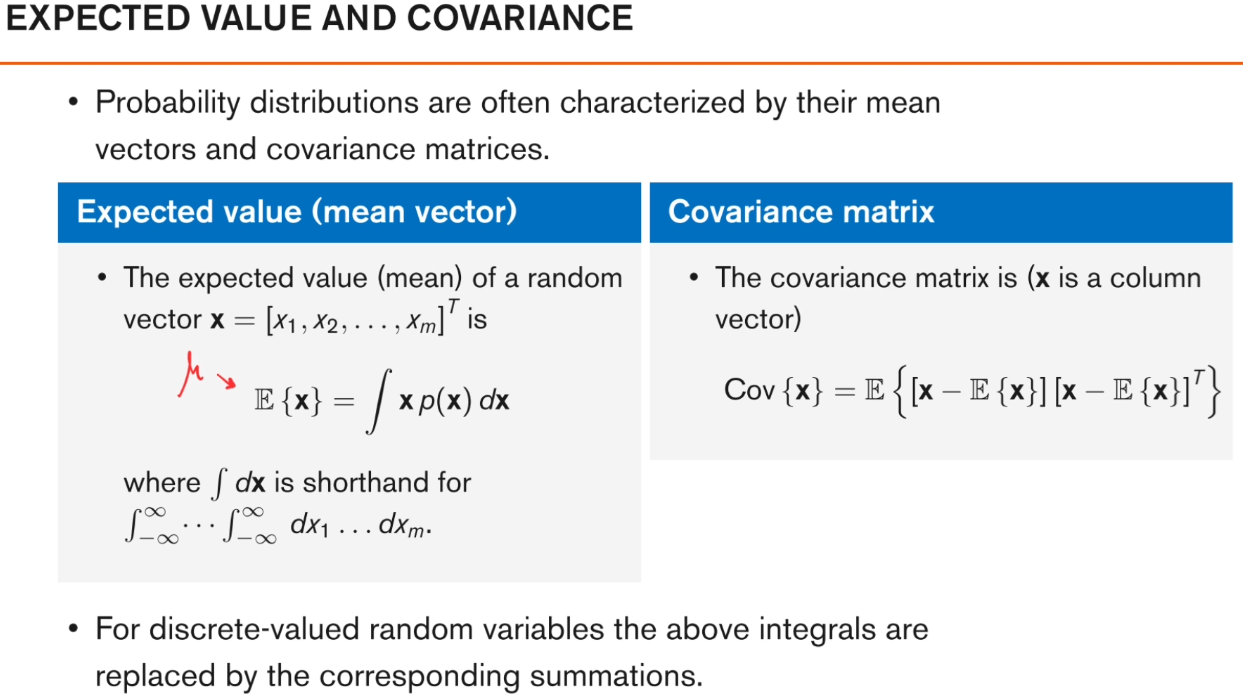 EXPECTED VALUE AND COVARIANCE
• Probability distributions are often characterized by their mean
vectors and covariance matrices.
Expected value (mean vector)
• The expected value (mean) of a random
vector x = [x₁, x₂, . . . , xₘ]ᵀ is
μ → 𝔼 {x} = ∫ x p(x) dx
where ∫ dx is shorthand for
∫_{−∞}^{∞} · · · ∫_{−∞}^{∞} dx₁ . . . dxₘ.
Covariance matrix
• The covariance matrix is (x is a column
vector)
Cov {x} = 𝔼 {[x − 𝔼 {x}] [x − 𝔼 {x}]ᵀ}
• For discrete-valued random variables the above integrals are
replaced by the corresponding summations.